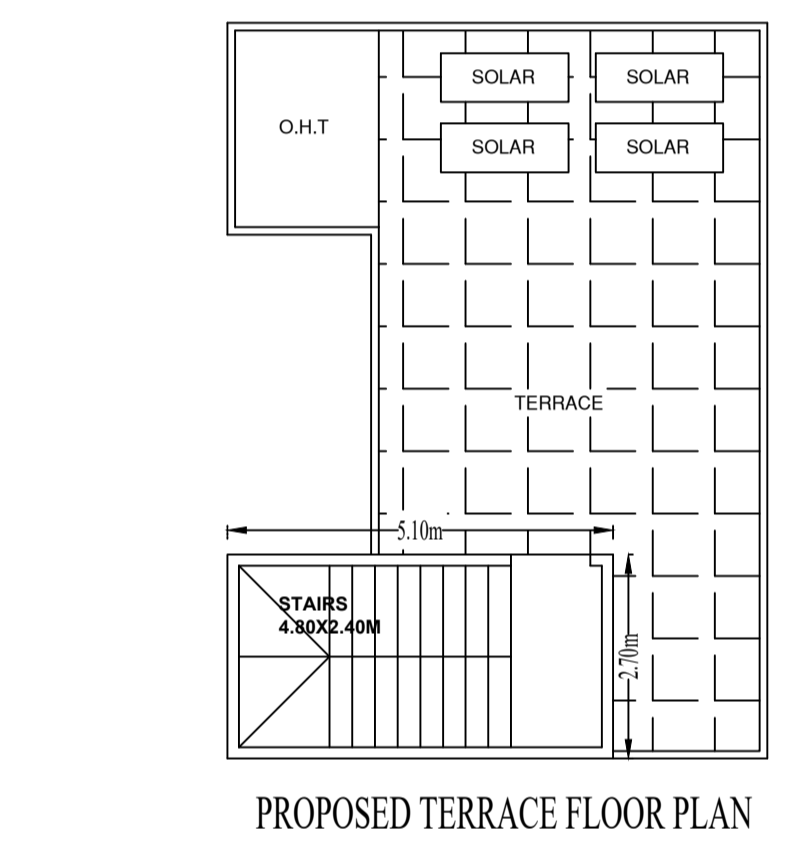 SOLAR SOLAR
O.H.T
SOLAR SOLAR
TERRACE
5.10m
STAIRS
4.80X2.40M
2.70m
PROPOSED TERRACE FLOOR PLAN